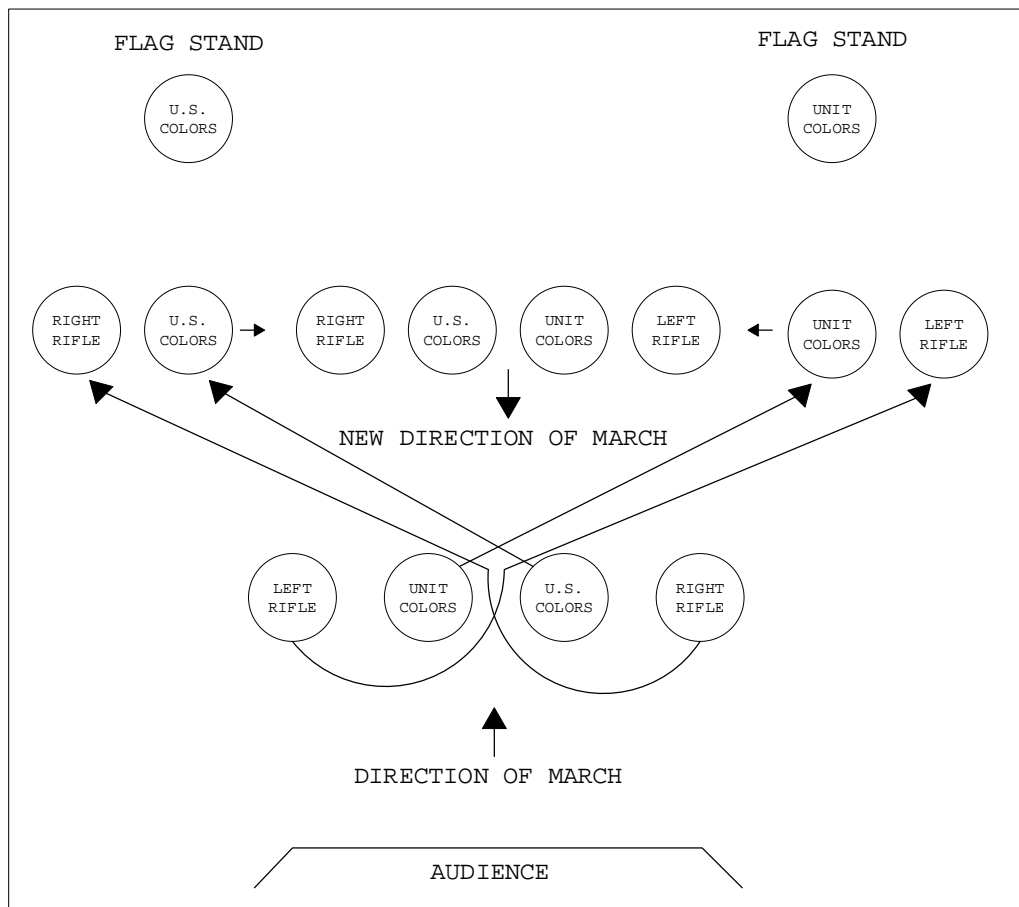 FLAG STAND
FLAG STAND
U.S.
COLORS
UNIT
COLORS
RIGHT
RIFLE
U.S.
COLORS
RIGHT
RIFLE
U.S.
COLORS
UNIT
COLORS
LEFT
RIFLE
UNIT
COLORS
LEFT
RIFLE
NEW DIRECTION OF MARCH
LEFT
RIFLE
UNIT
COLORS
U.S.
COLORS
RIGHT
RIFLE
DIRECTION OF MARCH
AUDIENCE